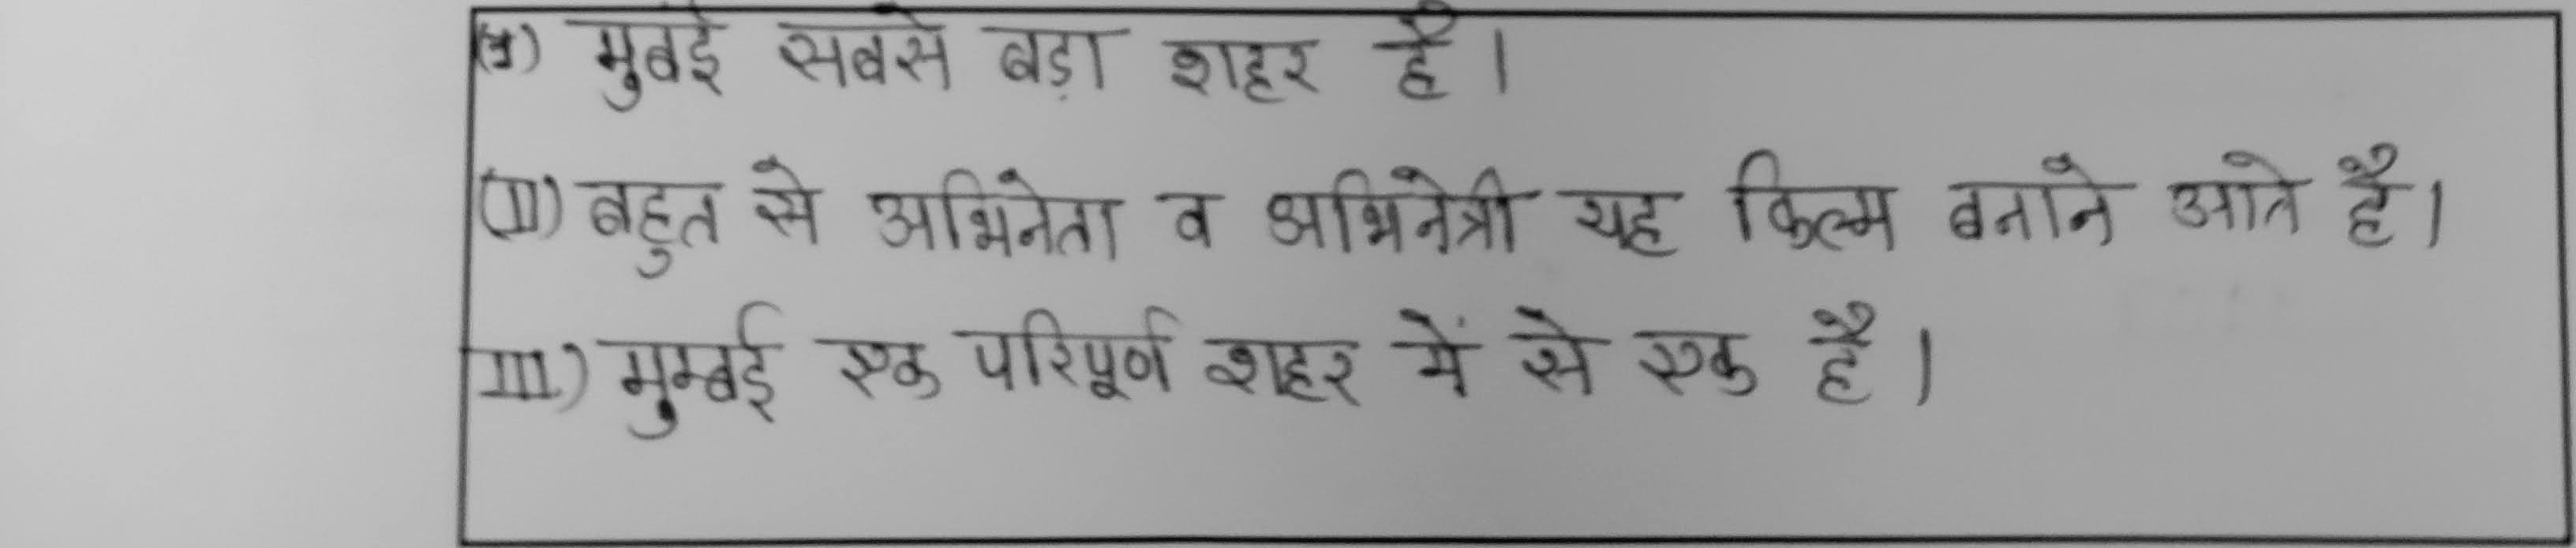 (I) मुबई सबसे बड़ा शहर है।
(II) बहुत से अभिनेता व अभिनेत्री यह फिल्म बनाने आते है।
III) मुम्बई एक परिपूर्ण शहर में से एक है।